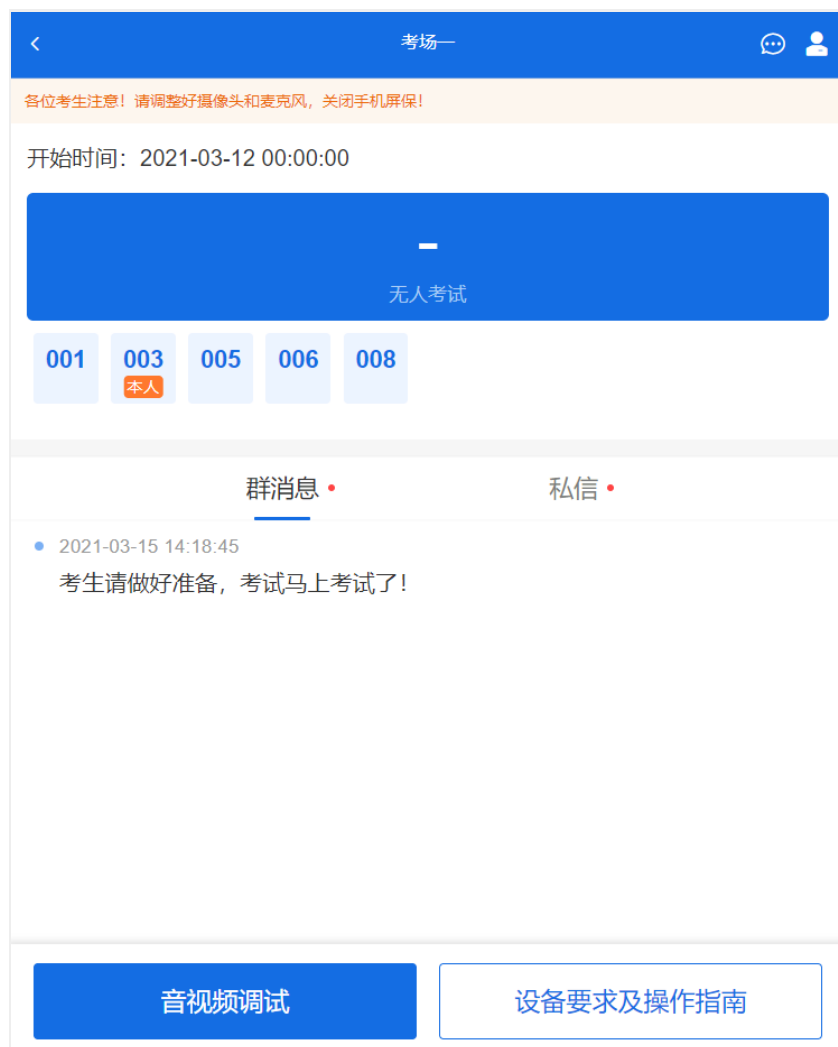 考场一
各位考生注意！请调整好摄像头和麦克风，关闭手机屏保！
开始时间：2021-03-12 00:00:00
-
无人考试
001 003 005 006 008
本人
群消息 私信
2021-03-15 14:18:45
考生请做好准备，考试马上考试了！
音视频调试 设备要求及操作指南